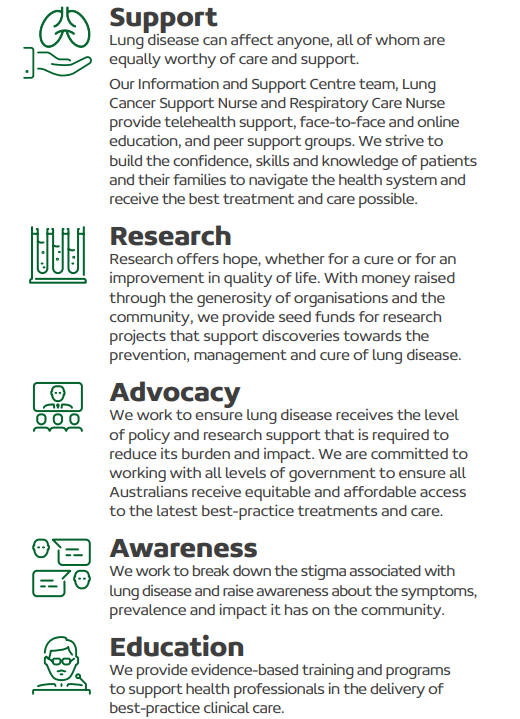 Support
Lung disease can affect anyone, all of whom are
equally worthy of care and support.
Our Information and Support Centre team, Lung
Cancer Support Nurse and Respiratory Care Nurse
provide telehealth support, face-to-face and online
education, and peer support groups. We strive to
build the confidence, skills and knowledge of patients
and their families to navigate the health system and
receive the best treatment and care possible.
Research
Research offers hope, whether for a cure or for an
improvement in quality of life. With money raised
through the generosity of organisations and the
community, we provide seed funds for research
projects that support discoveries towards the
prevention, management and cure of lung disease.
Advocacy
We work to ensure lung disease receives the level
of policy and research support that is required to
reduce its burden and impact. We are committed to
working with all levels of government to ensure all
Australians receive equitable and affordable access
to the latest best-practice treatments and care.
Awareness
We work to break down the stigma associated with
lung disease and raise awareness about the symptoms,
prevalence and impact it has on the community.
Education
We provide evidence-based training and programs
to support health professionals in the delivery of
best-practice clinical care.